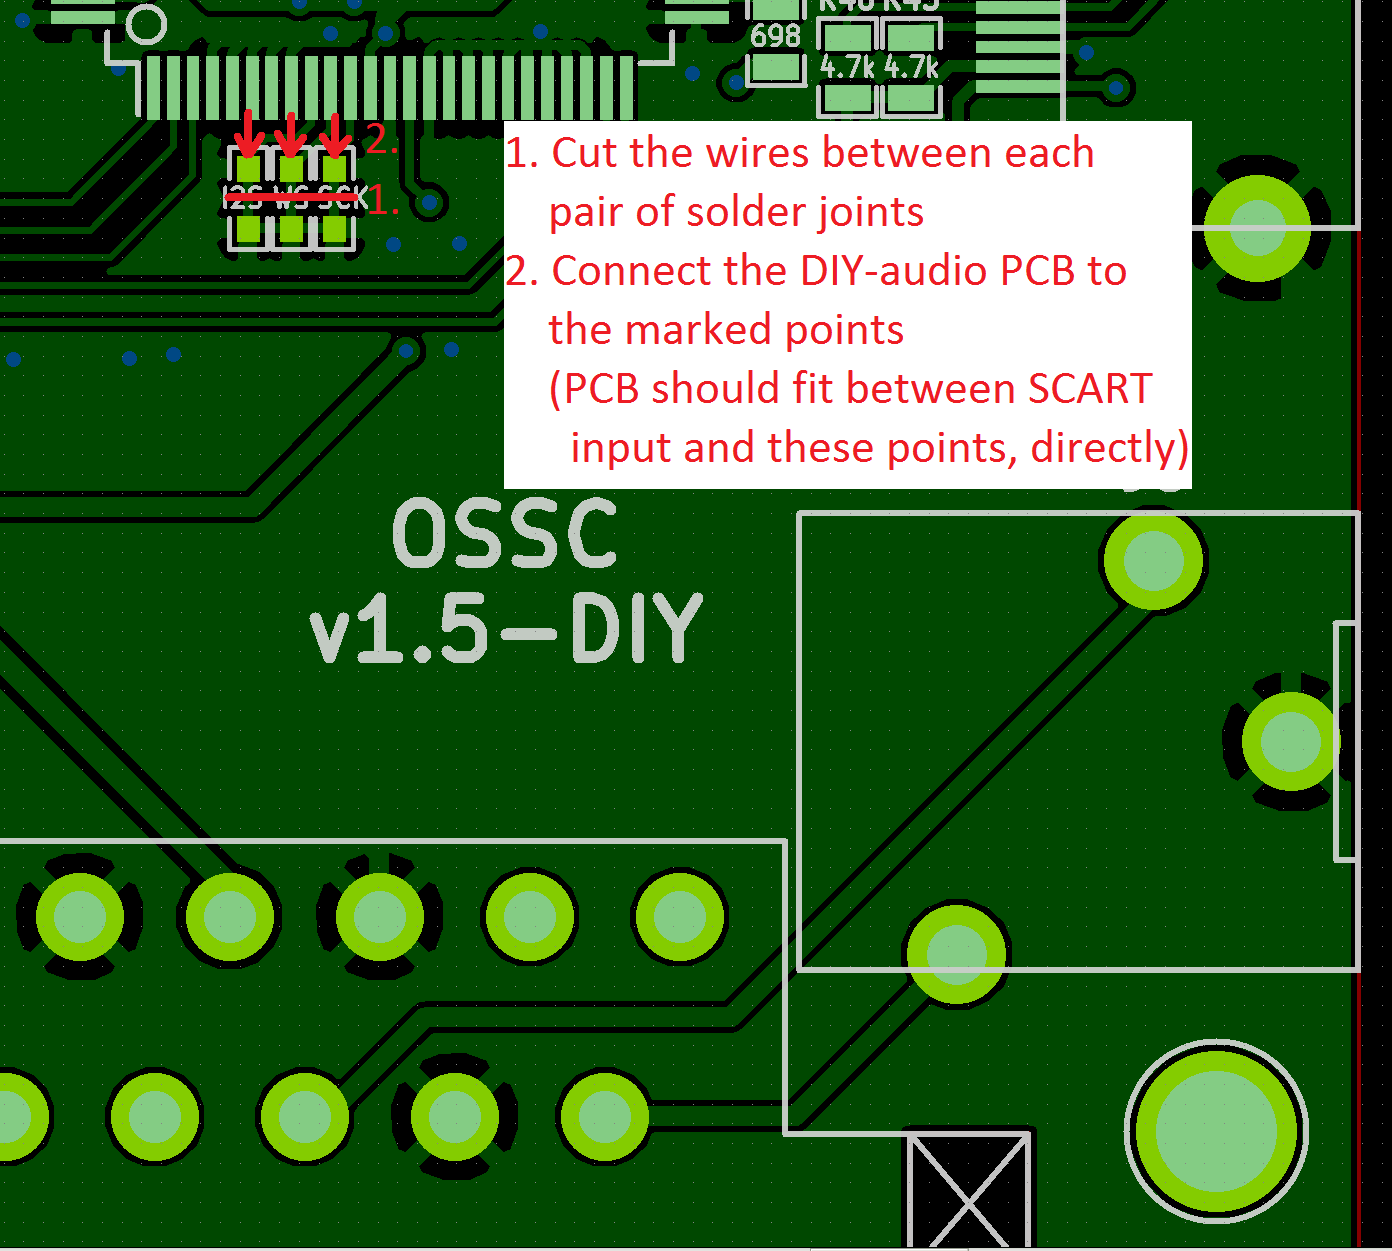 R46 R45
698
4.7k 4.7k
2.
I2S WS SCK
1.
1. Cut the wires between each
pair of solder joints
2. Connect the DIY-audio PCB to
the marked points
(PCB should fit between SCART
input and these points, directly)
OSSC
v1.5-DIY